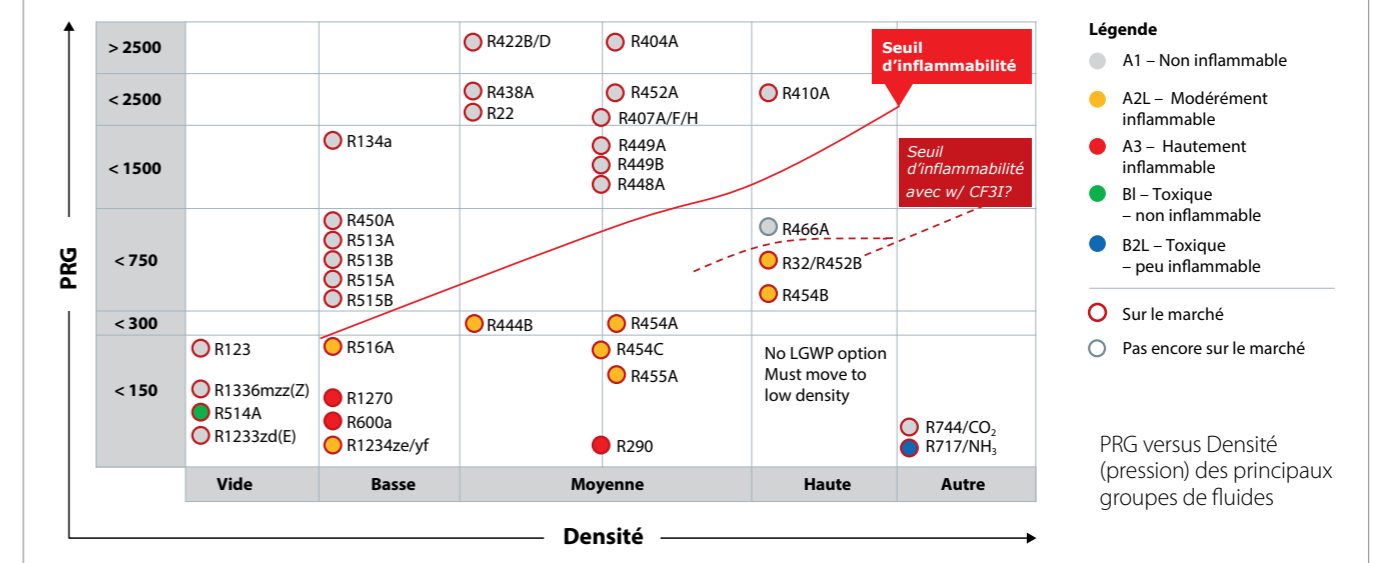 > 2500
R422B/D
R404A
Seuil
d’inflammabilité
< 2500
R438A
R452A
R410A
R22
R407A/F/H
< 1500
R134a
R449A
R449B
R448A
Seuil
d’inflammabilité
avec w/ CF3I?
PRG
< 750
R450A
R466A
R513A
R513B
R32/R452B
R515A
R515B
R454B
< 300
R444B
R454A
< 150
R123
R516A
R454C
No LGWP option
Must move to
low density
R455A
R1336mzz(Z)
R1270
R514A
R600a
R1233zd(E)
R1234ze/yf
R290
R744/CO₂
R717/NH₃
Vide
Basse
Moyenne
Haute
Autre
Densité
Légende
A1 – Non inflammable
A2L – Modérément
inflammable
A3 – Hautement
inflammable
Bl – Toxique
– non inflammable
B2L – Toxique
– peu inflammable
Sur le marché
Pas encore sur le marché
PRG versus Densité
(pression) des principaux
groupes de fluides